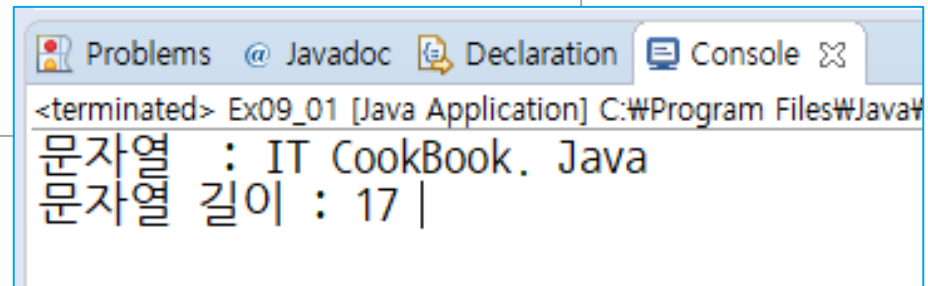 Problems @ Javadoc Declaration Console
<terminated> Ex09_01 [Java Application] C:₩Program Files₩Java₩
문자열 : IT CookBook. Java
문자열 길이 : 17